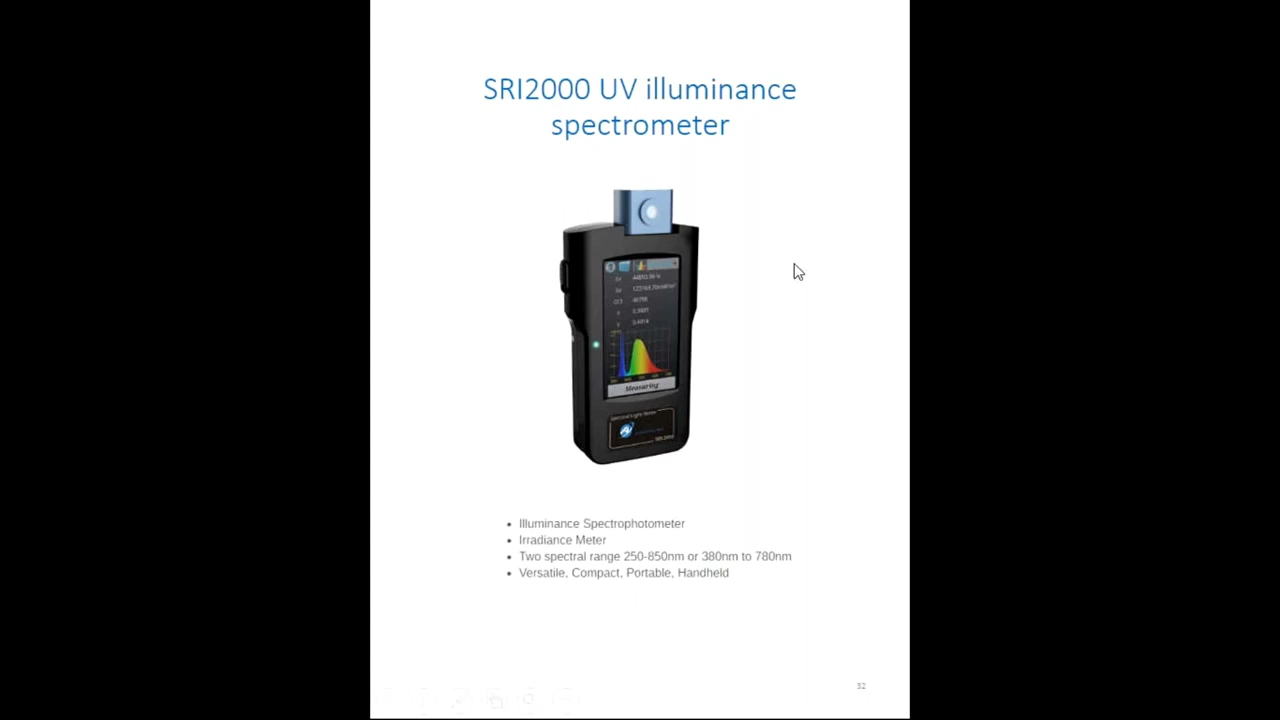 SRI2000 UV illuminance
spectrometer
Measuring
• Illuminance Spectrophotometer
• Irradiance Meter
• Two spectral range 250-850nm or 380nm to 780nm
• Versatile, Compact, Portable, Handheld
32